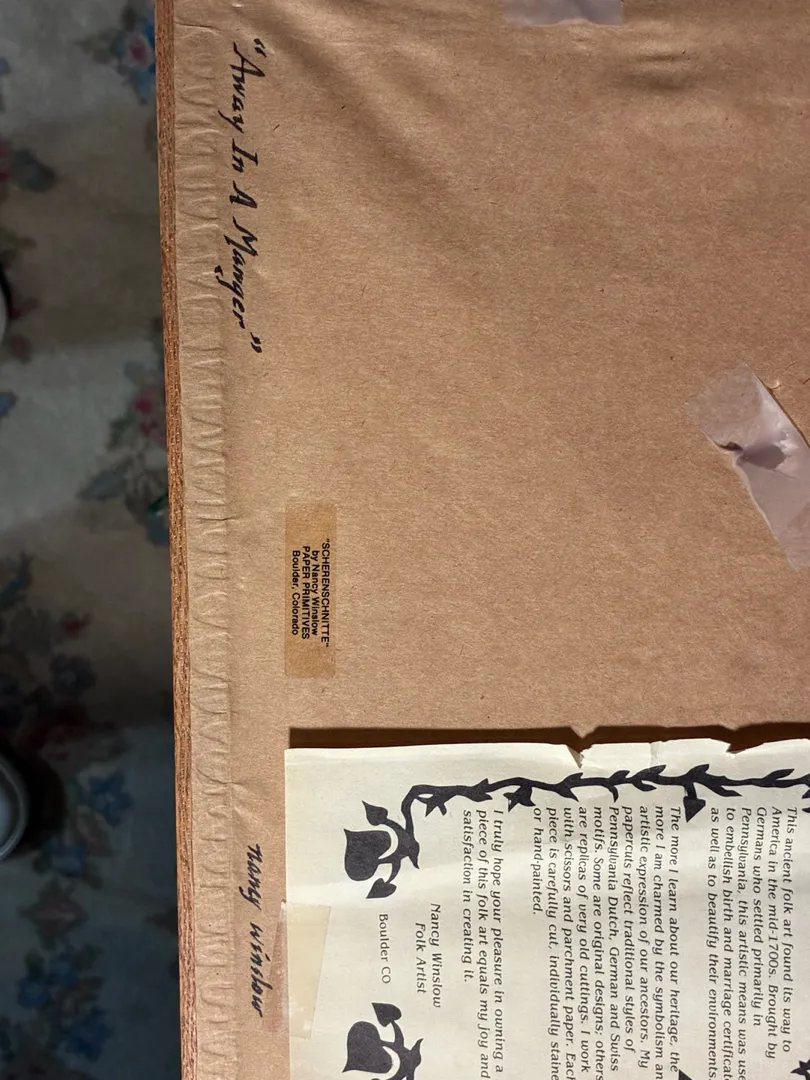 "Away In A Manger"
"SCHERENSCHNITTE"
by Nancy Winslow
PAPER PRIMITIVES
Boulder, Colorado
nancy winslow
This ancient folk art found its way to
America in the mid-1700s. Brought by
Germans who settled primarily in
Pennsylvania, this artistic means was
to embellish birth and marriage
as well as to beautify their environments
The more I learn about our heritage, the
more I am charmed by the symbolism
artistic expression of our ancestors. My
papercuts reflect traditional styles of
Pennsylvania Dutch, German and Swiss
motifs. Some are original designs; others
are replicas of very old cuttings. I work
with scissors and parchment paper. Each
piece is carefully cut, individually
or hand-painted.
I truly hope your pleasure in owning a
piece of this folk art equals my joy and
satisfaction in creating it.
Nancy Winslow
Folk Artist
Boulder CO